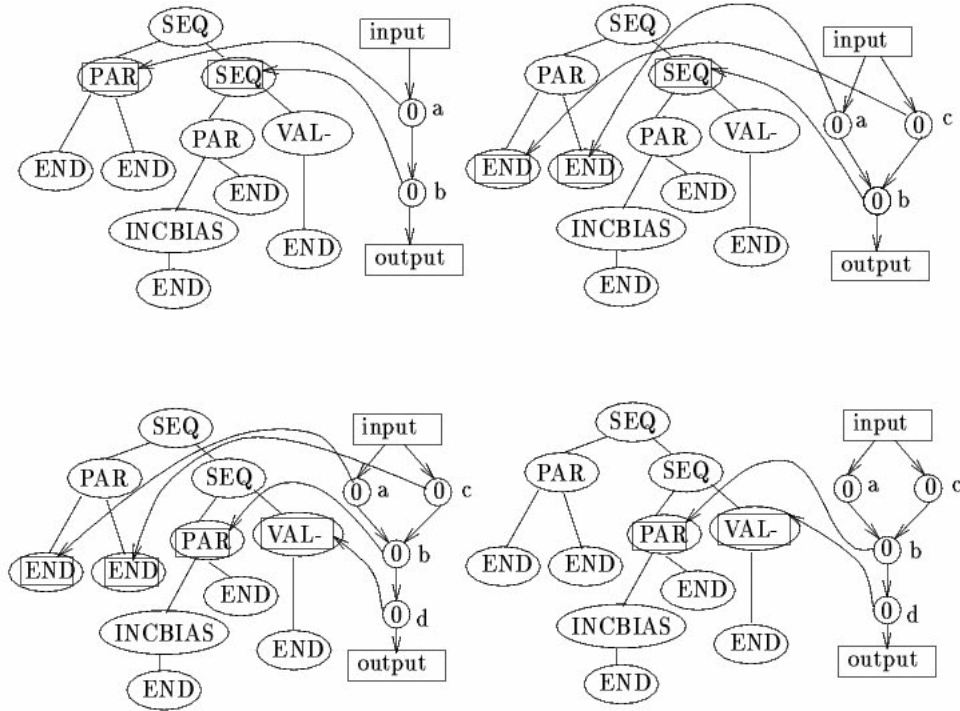 SEQ
input
PAR SEQ
0 a
PAR VAL-
END END
END
0 b
INCBIAS
END
output
END
SEQ
input
PAR SEQ
0 a 0 c
PAR VAL-
END END
END
0 b
INCBIAS
END
output
END
SEQ
input
PAR SEQ
0 a 0 c
PAR VAL-
0 b
END END
END
0 d
INCBIAS
END
output
END
SEQ
input
PAR SEQ
0 a 0 c
PAR VAL-
0 b
END END
END
0 d
INCBIAS
END
output
END